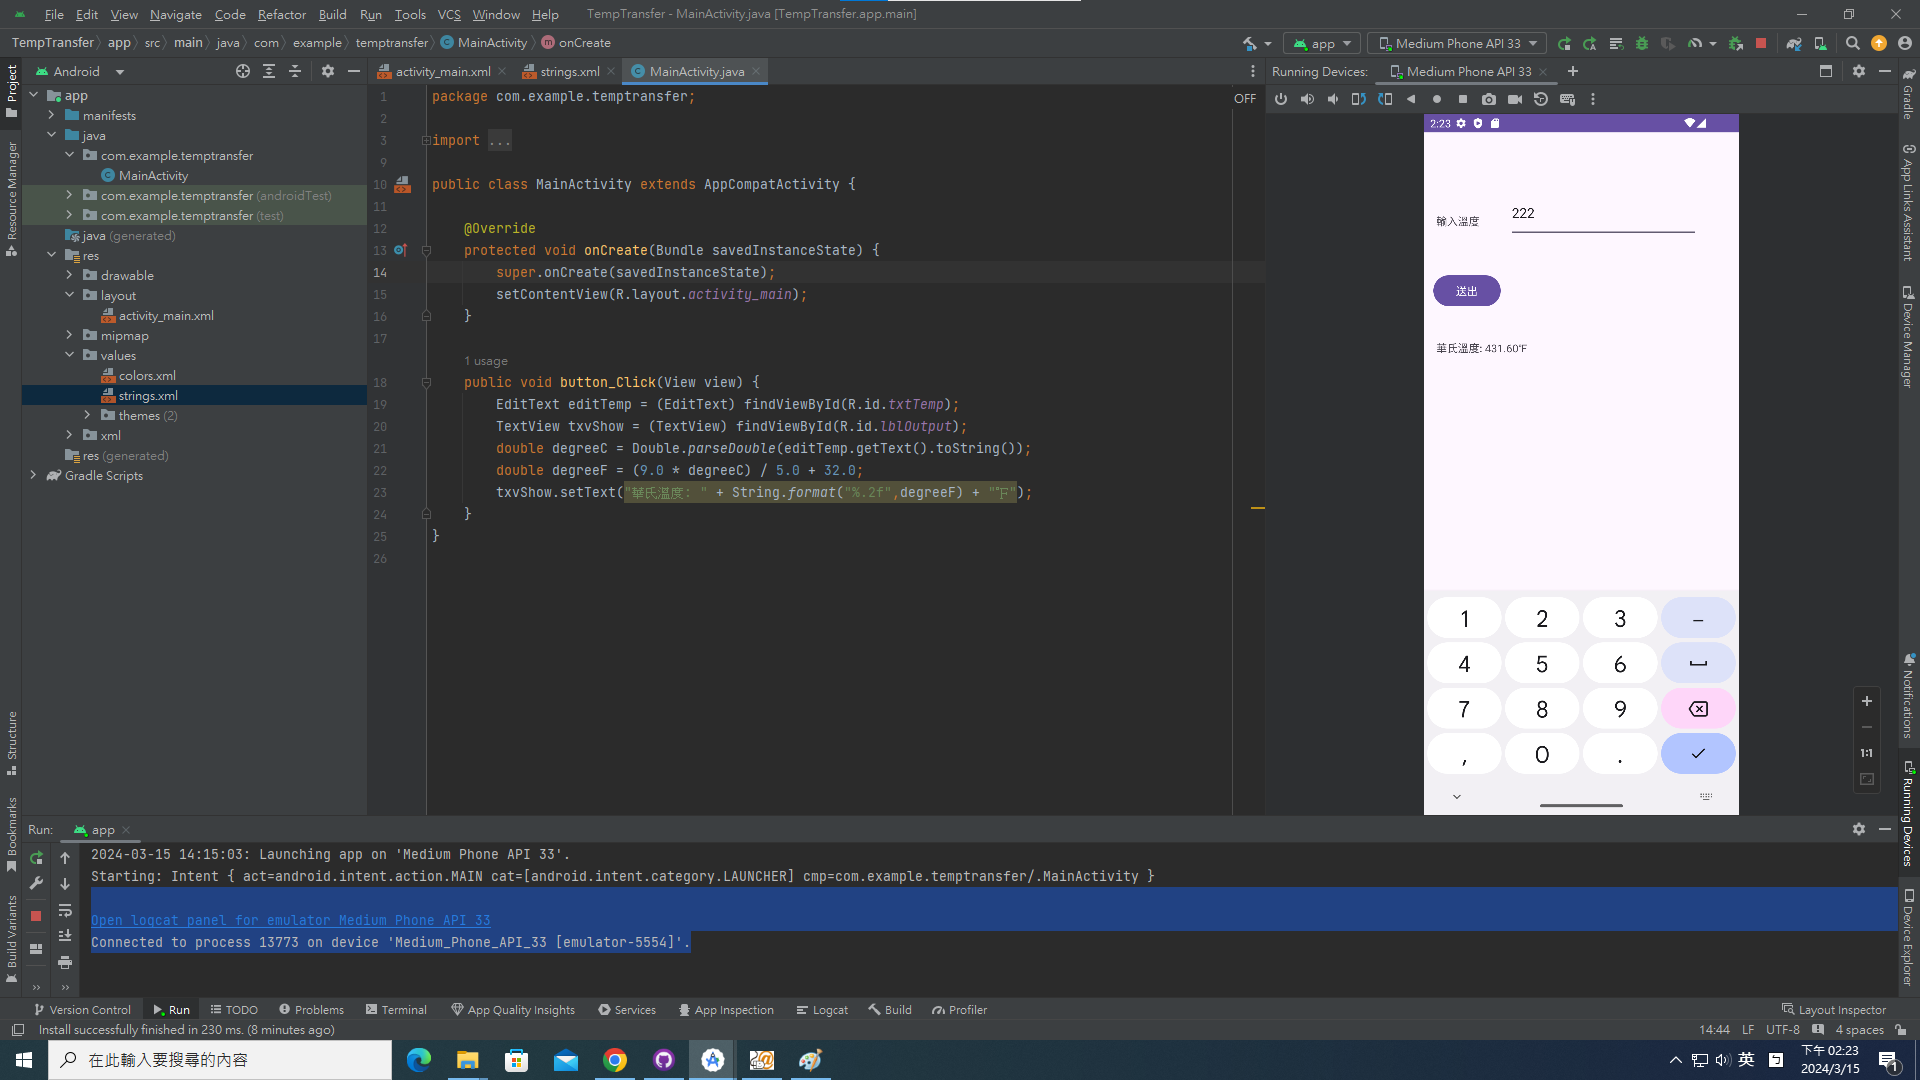 File Edit View Navigate Code Refactor Build Run Tools VCS Window Help TempTransfer - MainActivity.java [TempTransfer.app.main]
TempTransfer app src main java com example temptransfer MainActivity onCreate
app Medium Phone API 33
Android
activity_main.xml strings.xml MainActivity.java
Running Devices: Medium Phone API 33
Project
Resource Manager
Structure
Bookmarks
Build Variants
app
manifests
java
com.example.temptransfer
MainActivity
com.example.temptransfer (androidTest)
com.example.temptransfer (test)
java (generated)
res
drawable
layout
activity_main.xml
mipmap
values
colors.xml
strings.xml
themes (2)
xml
res (generated)
Gradle Scripts
OFF
1 package com.example.temptransfer;
2
3 import ...
9
10 public class MainActivity extends AppCompatActivity {
11
12 @Override
13 protected void onCreate(Bundle savedInstanceState) {
14 super.onCreate(savedInstanceState);
15 setContentView(R.layout.activity_main);
16 }
17
1 usage
18 public void button_Click(View view) {
19 EditText editTemp = (EditText) findViewById(R.id.txtTemp);
20 TextView txvShow = (TextView) findViewById(R.id.lblOutput);
21 double degreeC = Double.parseDouble(editTemp.getText().toString());
22 double degreeF = (9.0 * degreeC) / 5.0 + 32.0;
23 txvShow.setText("華氏溫度: " + String.format("%.2f",degreeF) + "℉");
24 }
25 }
26
2:23
輸入溫度 222
送出
華氏溫度: 431.60℉
1 2 3 −
4 5 6
7 8 9
, 0 .
1:1
Gradle
App Links Assistant
Device Manager
Notifications
Running Devices
Device Explorer
Run: app
2024-03-15 14:15:03: Launching app on 'Medium Phone API 33'.
Starting: Intent { act=android.intent.action.MAIN cat=[android.intent.category.LAUNCHER] cmp=com.example.temptransfer/.MainActivity }
Open logcat panel for emulator Medium Phone API 33
Connected to process 13773 on device 'Medium_Phone_API_33 [emulator-5554]'.
Version Control Run TODO Problems Terminal App Quality Insights Services App Inspection Logcat Build Profiler Layout Inspector
Install successfully finished in 230 ms. (8 minutes ago) 14:44 LF UTF-8 4 spaces
在此輸入要搜尋的內容
英
下午 02:23
2024/3/15
1